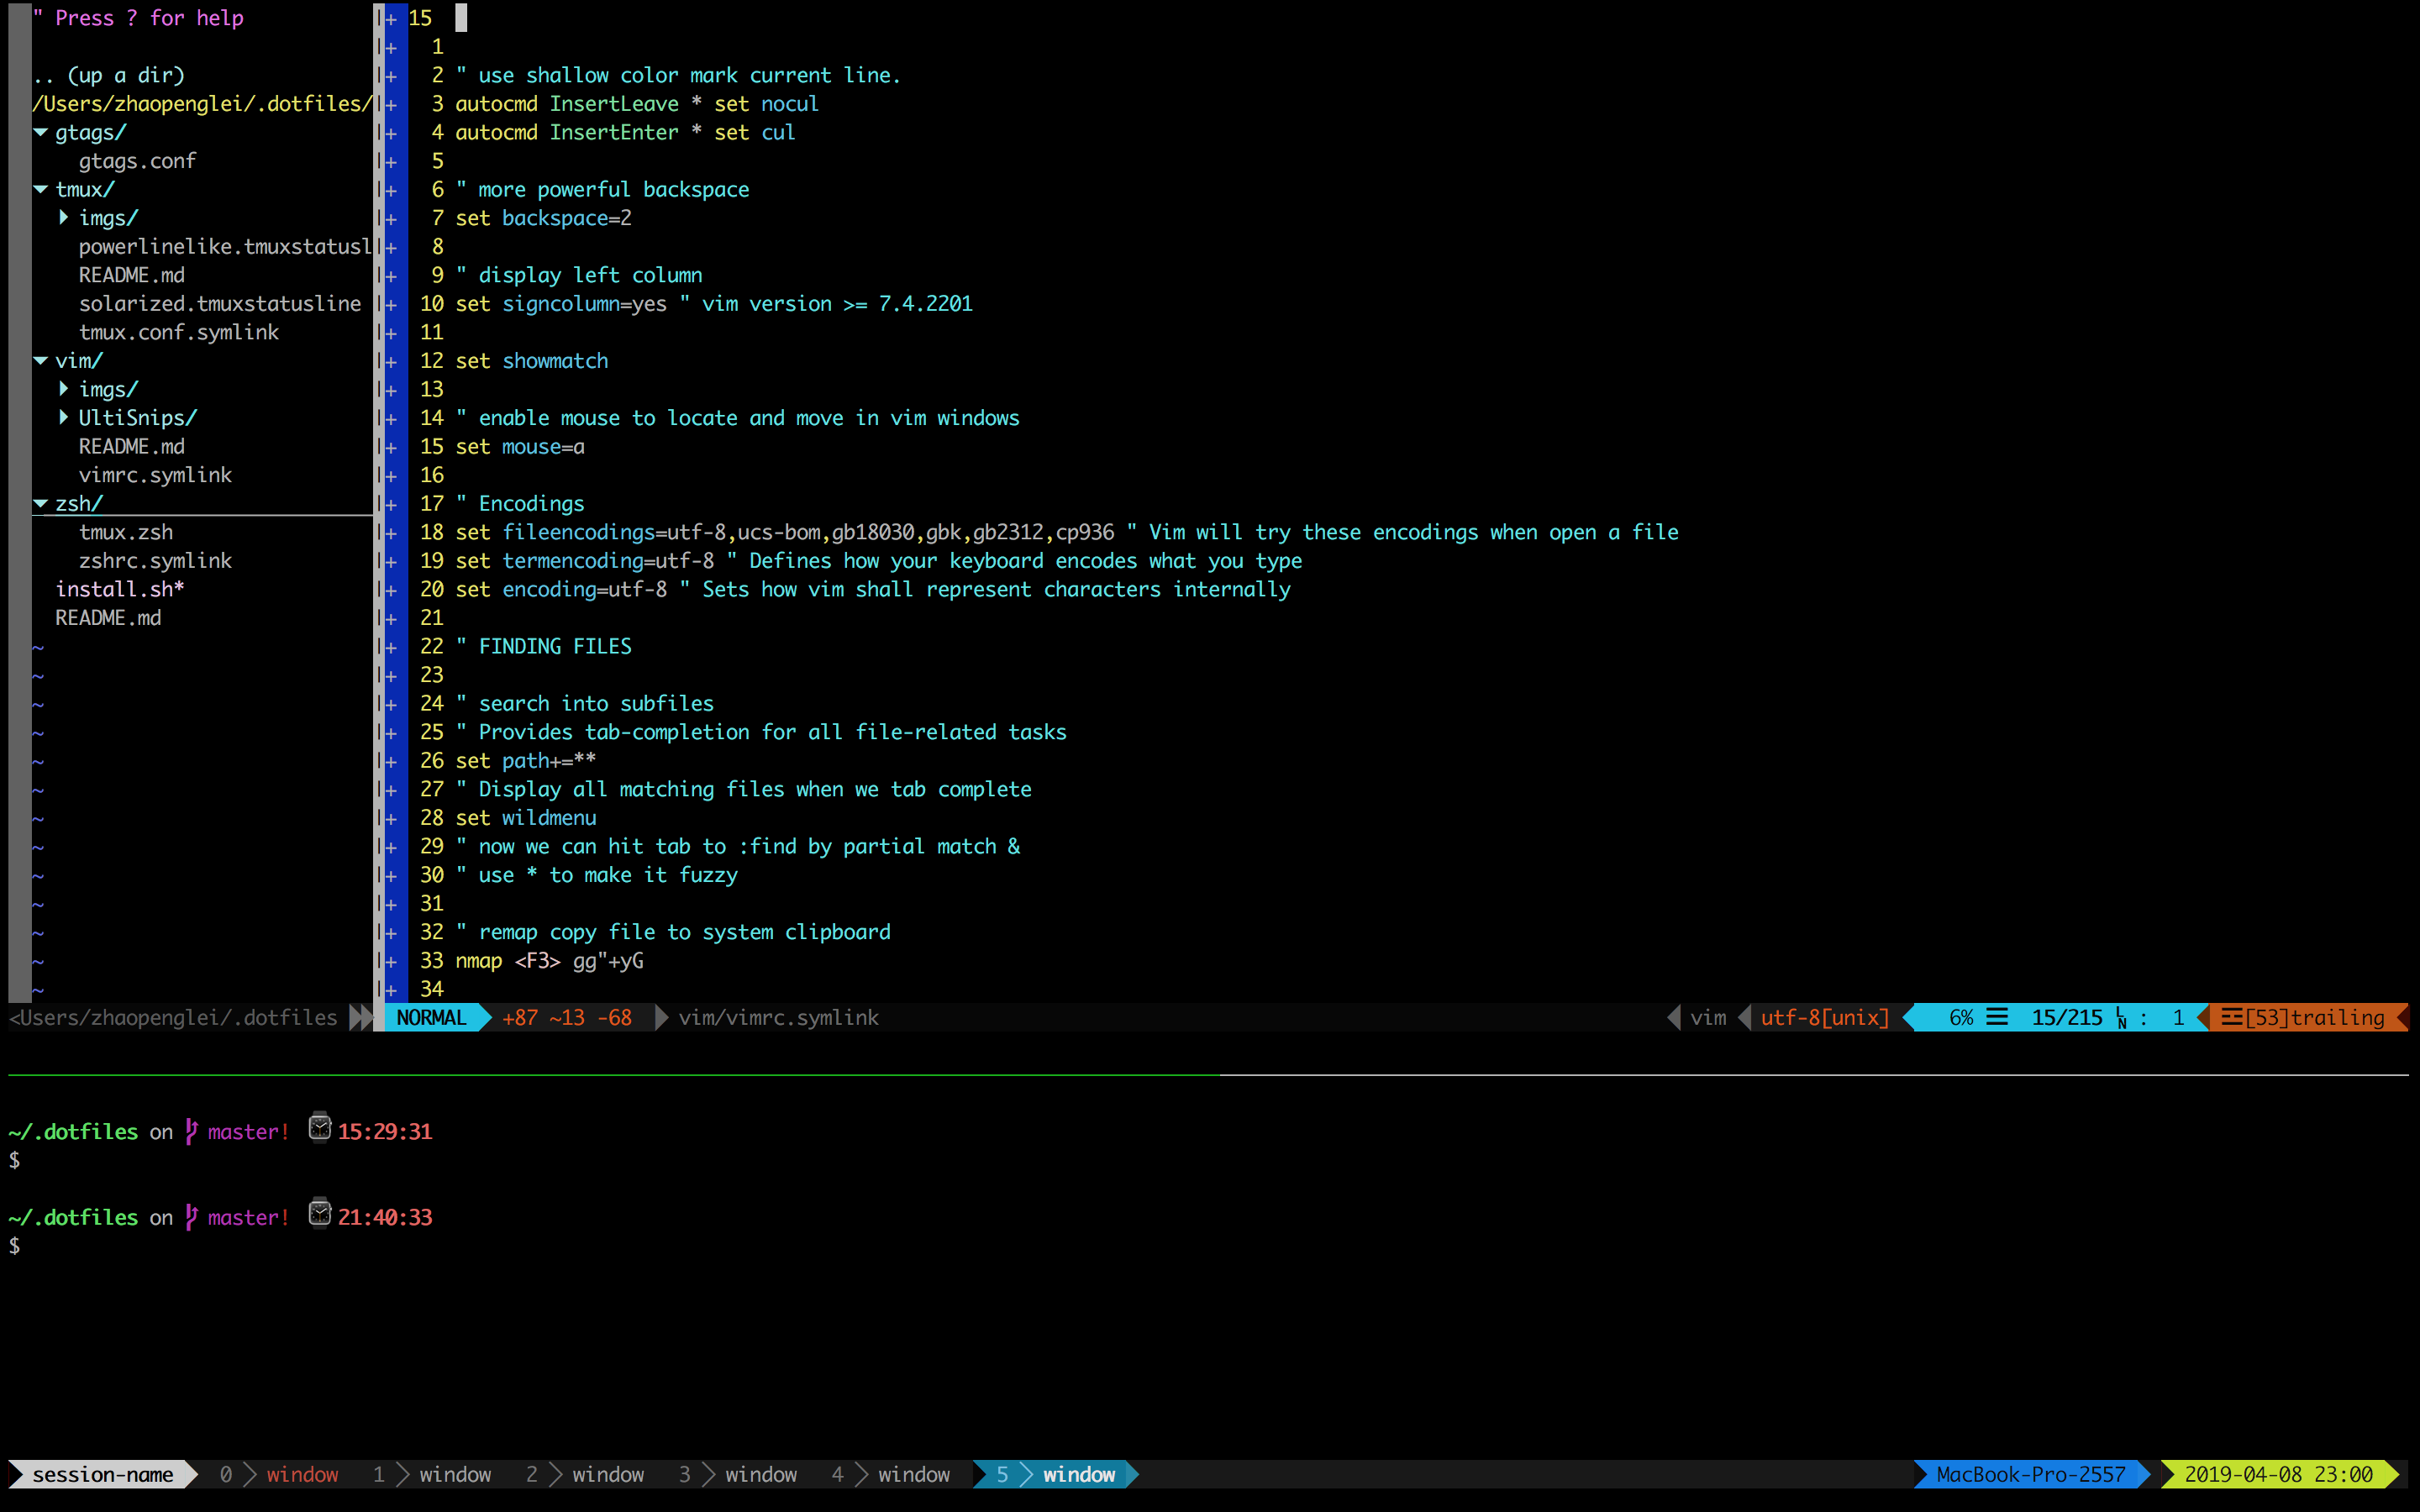 " Press ? for help
.. (up a dir)
/Users/zhaopenglei/.dotfiles/
▼ gtags/
gtags.conf
▼ tmux/
▶ imgs/
powerlinelike.tmuxstatusl
README.md
solarized.tmuxstatusline
tmux.conf.symlink
▼ vim/
▶ imgs/
▶ UltiSnips/
README.md
vimrc.symlink
▼ zsh/
tmux.zsh
zshrc.symlink
install.sh*
README.md
~
~
~
~
~
~
~
~
~
~
~
~
~
+ 15
+ 1
+ 2 " use shallow color mark current line.
+ 3 autocmd InsertLeave * set nocul
+ 4 autocmd InsertEnter * set cul
+ 5
+ 6 " more powerful backspace
+ 7 set backspace=2
+ 8
+ 9 " display left column
+ 10 set signcolumn=yes " vim version >= 7.4.2201
+ 11
+ 12 set showmatch
+ 13
+ 14 " enable mouse to locate and move in vim windows
+ 15 set mouse=a
+ 16
+ 17 " Encodings
+ 18 set fileencodings=utf-8,ucs-bom,gb18030,gbk,gb2312,cp936 " Vim will try these encodings when open a file
+ 19 set termencoding=utf-8 " Defines how your keyboard encodes what you type
+ 20 set encoding=utf-8 " Sets how vim shall represent characters internally
+ 21
+ 22 " FINDING FILES
+ 23
+ 24 " search into subfiles
+ 25 " Provides tab-completion for all file-related tasks
+ 26 set path+=**
+ 27 " Display all matching files when we tab complete
+ 28 set wildmenu
+ 29 " now we can hit tab to :find by partial match &
+ 30 " use * to make it fuzzy
+ 31
+ 32 " remap copy file to system clipboard
+ 33 nmap <F3> gg"+yG
+ 34
<Users/zhaopenglei/.dotfiles NORMAL +87 ~13 -68 vim/vimrc.symlink vim utf-8[unix] 6% ☰ 15/215 ␤ : 1 ☲[53]trailing
~/.dotfiles on master! ⌚15:29:31
$
~/.dotfiles on master! ⌚21:40:33
$
session-name 0 window 1 window 2 window 3 window 4 window 5 window MacBook-Pro-2557 2019-04-08 23:00